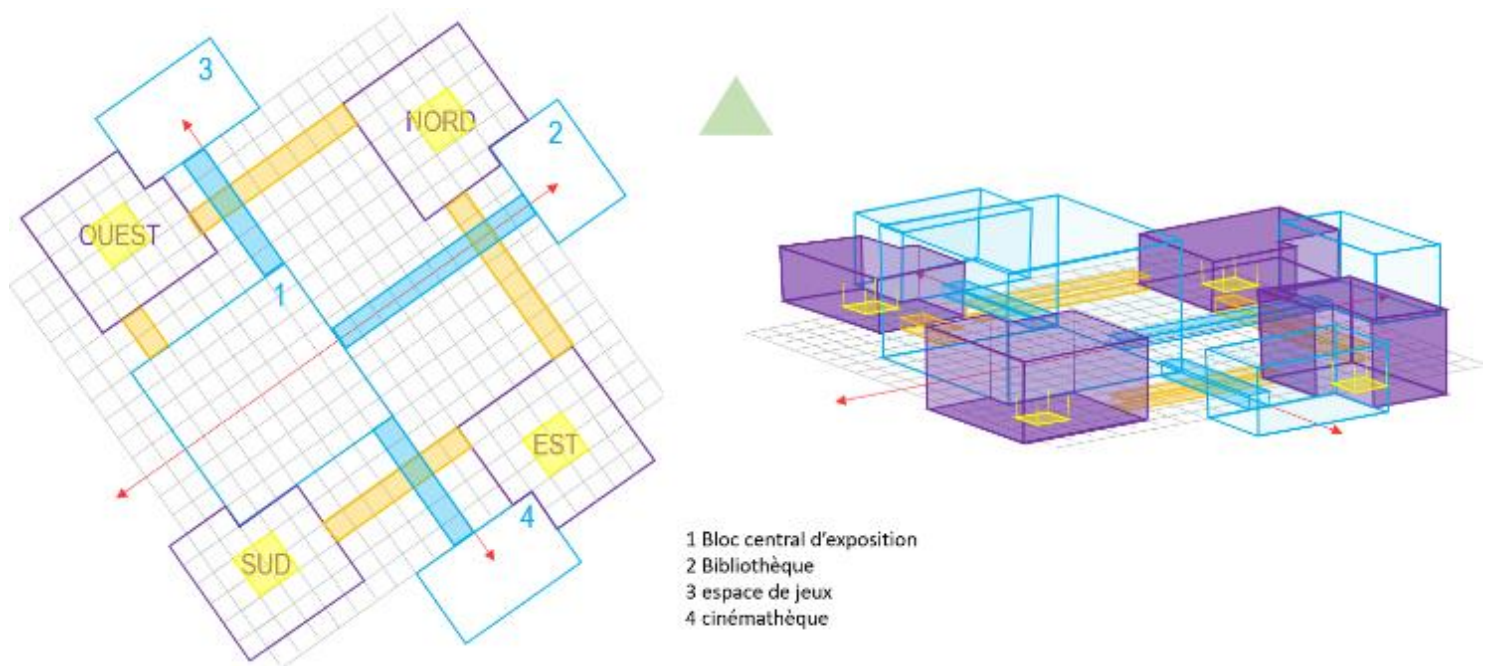 3
NORD
2
OUEST
1
EST
4
SUD
1 Bloc central d'exposition
2 Bibliothèque
3 espace de jeux
4 cinémathèque